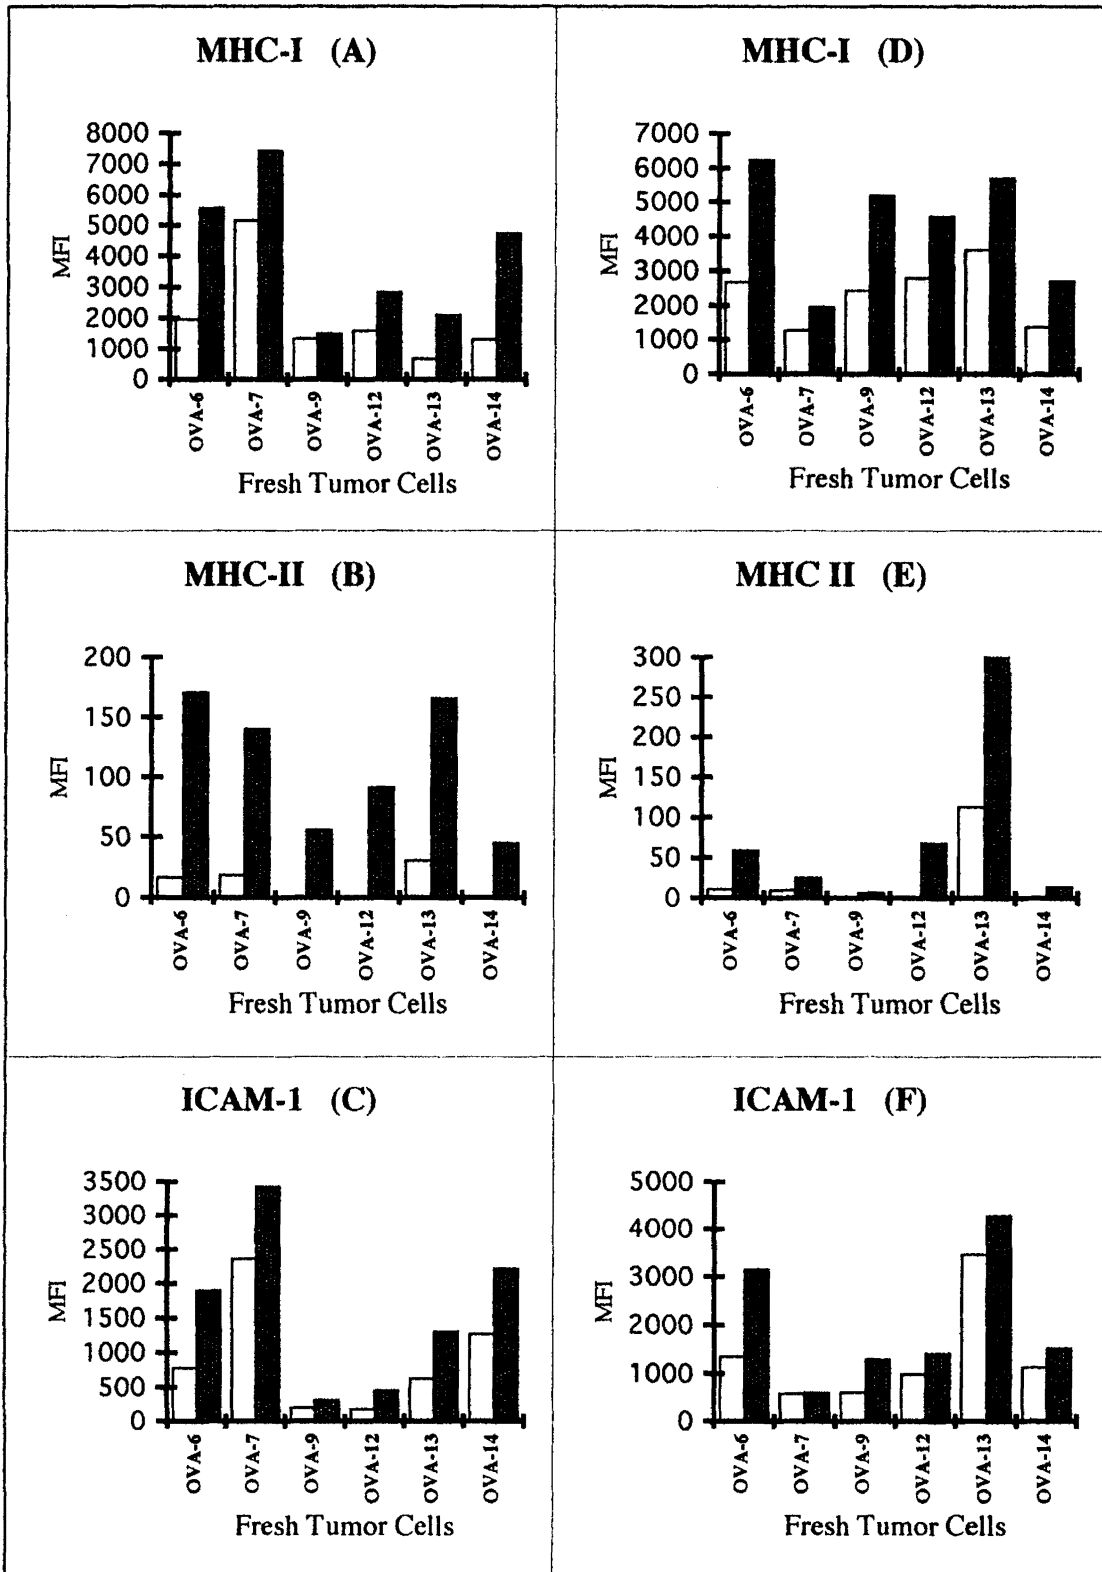 MHC-I (A)
8000
7000
6000
5000
4000
3000
2000
1000
0
MFI
OVA-6
OVA-7
OVA-9
OVA-12
OVA-13
OVA-14
Fresh Tumor Cells
MHC-I (D)
7000
6000
5000
4000
3000
2000
1000
0
MFI
OVA-6
OVA-7
OVA-9
OVA-12
OVA-13
OVA-14
Fresh Tumor Cells
MHC-II (B)
200
150
100
50
0
MFI
OVA-6
OVA-7
OVA-9
OVA-12
OVA-13
OVA-14
Fresh Tumor Cells
MHC II (E)
300
250
200
150
100
50
0
MFI
OVA-6
OVA-7
OVA-9
OVA-12
OVA-13
OVA-14
Fresh Tumor Cells
ICAM-1 (C)
3500
3000
2500
2000
1500
1000
500
0
MFI
OVA-6
OVA-7
OVA-9
OVA-12
OVA-13
OVA-14
Fresh Tumor Cells
ICAM-1 (F)
5000
4000
3000
2000
1000
0
MFI
OVA-6
OVA-7
OVA-9
OVA-12
OVA-13
OVA-14
Fresh Tumor Cells